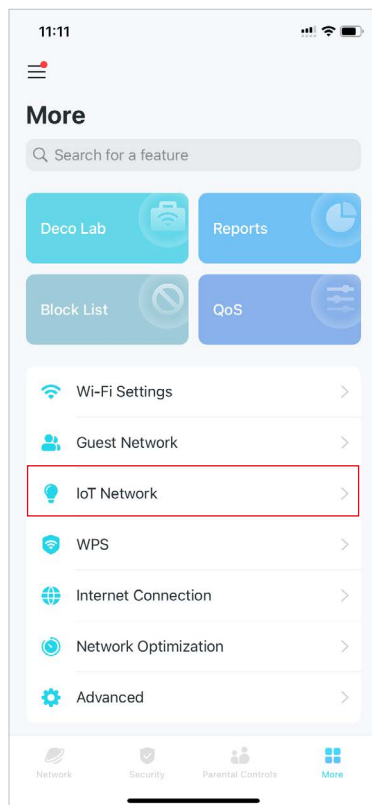 11:11
More
Search for a feature
Deco Lab
Reports
Block List
QoS
Wi-Fi Settings
Guest Network
IoT Network
WPS
Internet Connection
Network Optimization
Advanced
Network
Security
Parental Controls
More